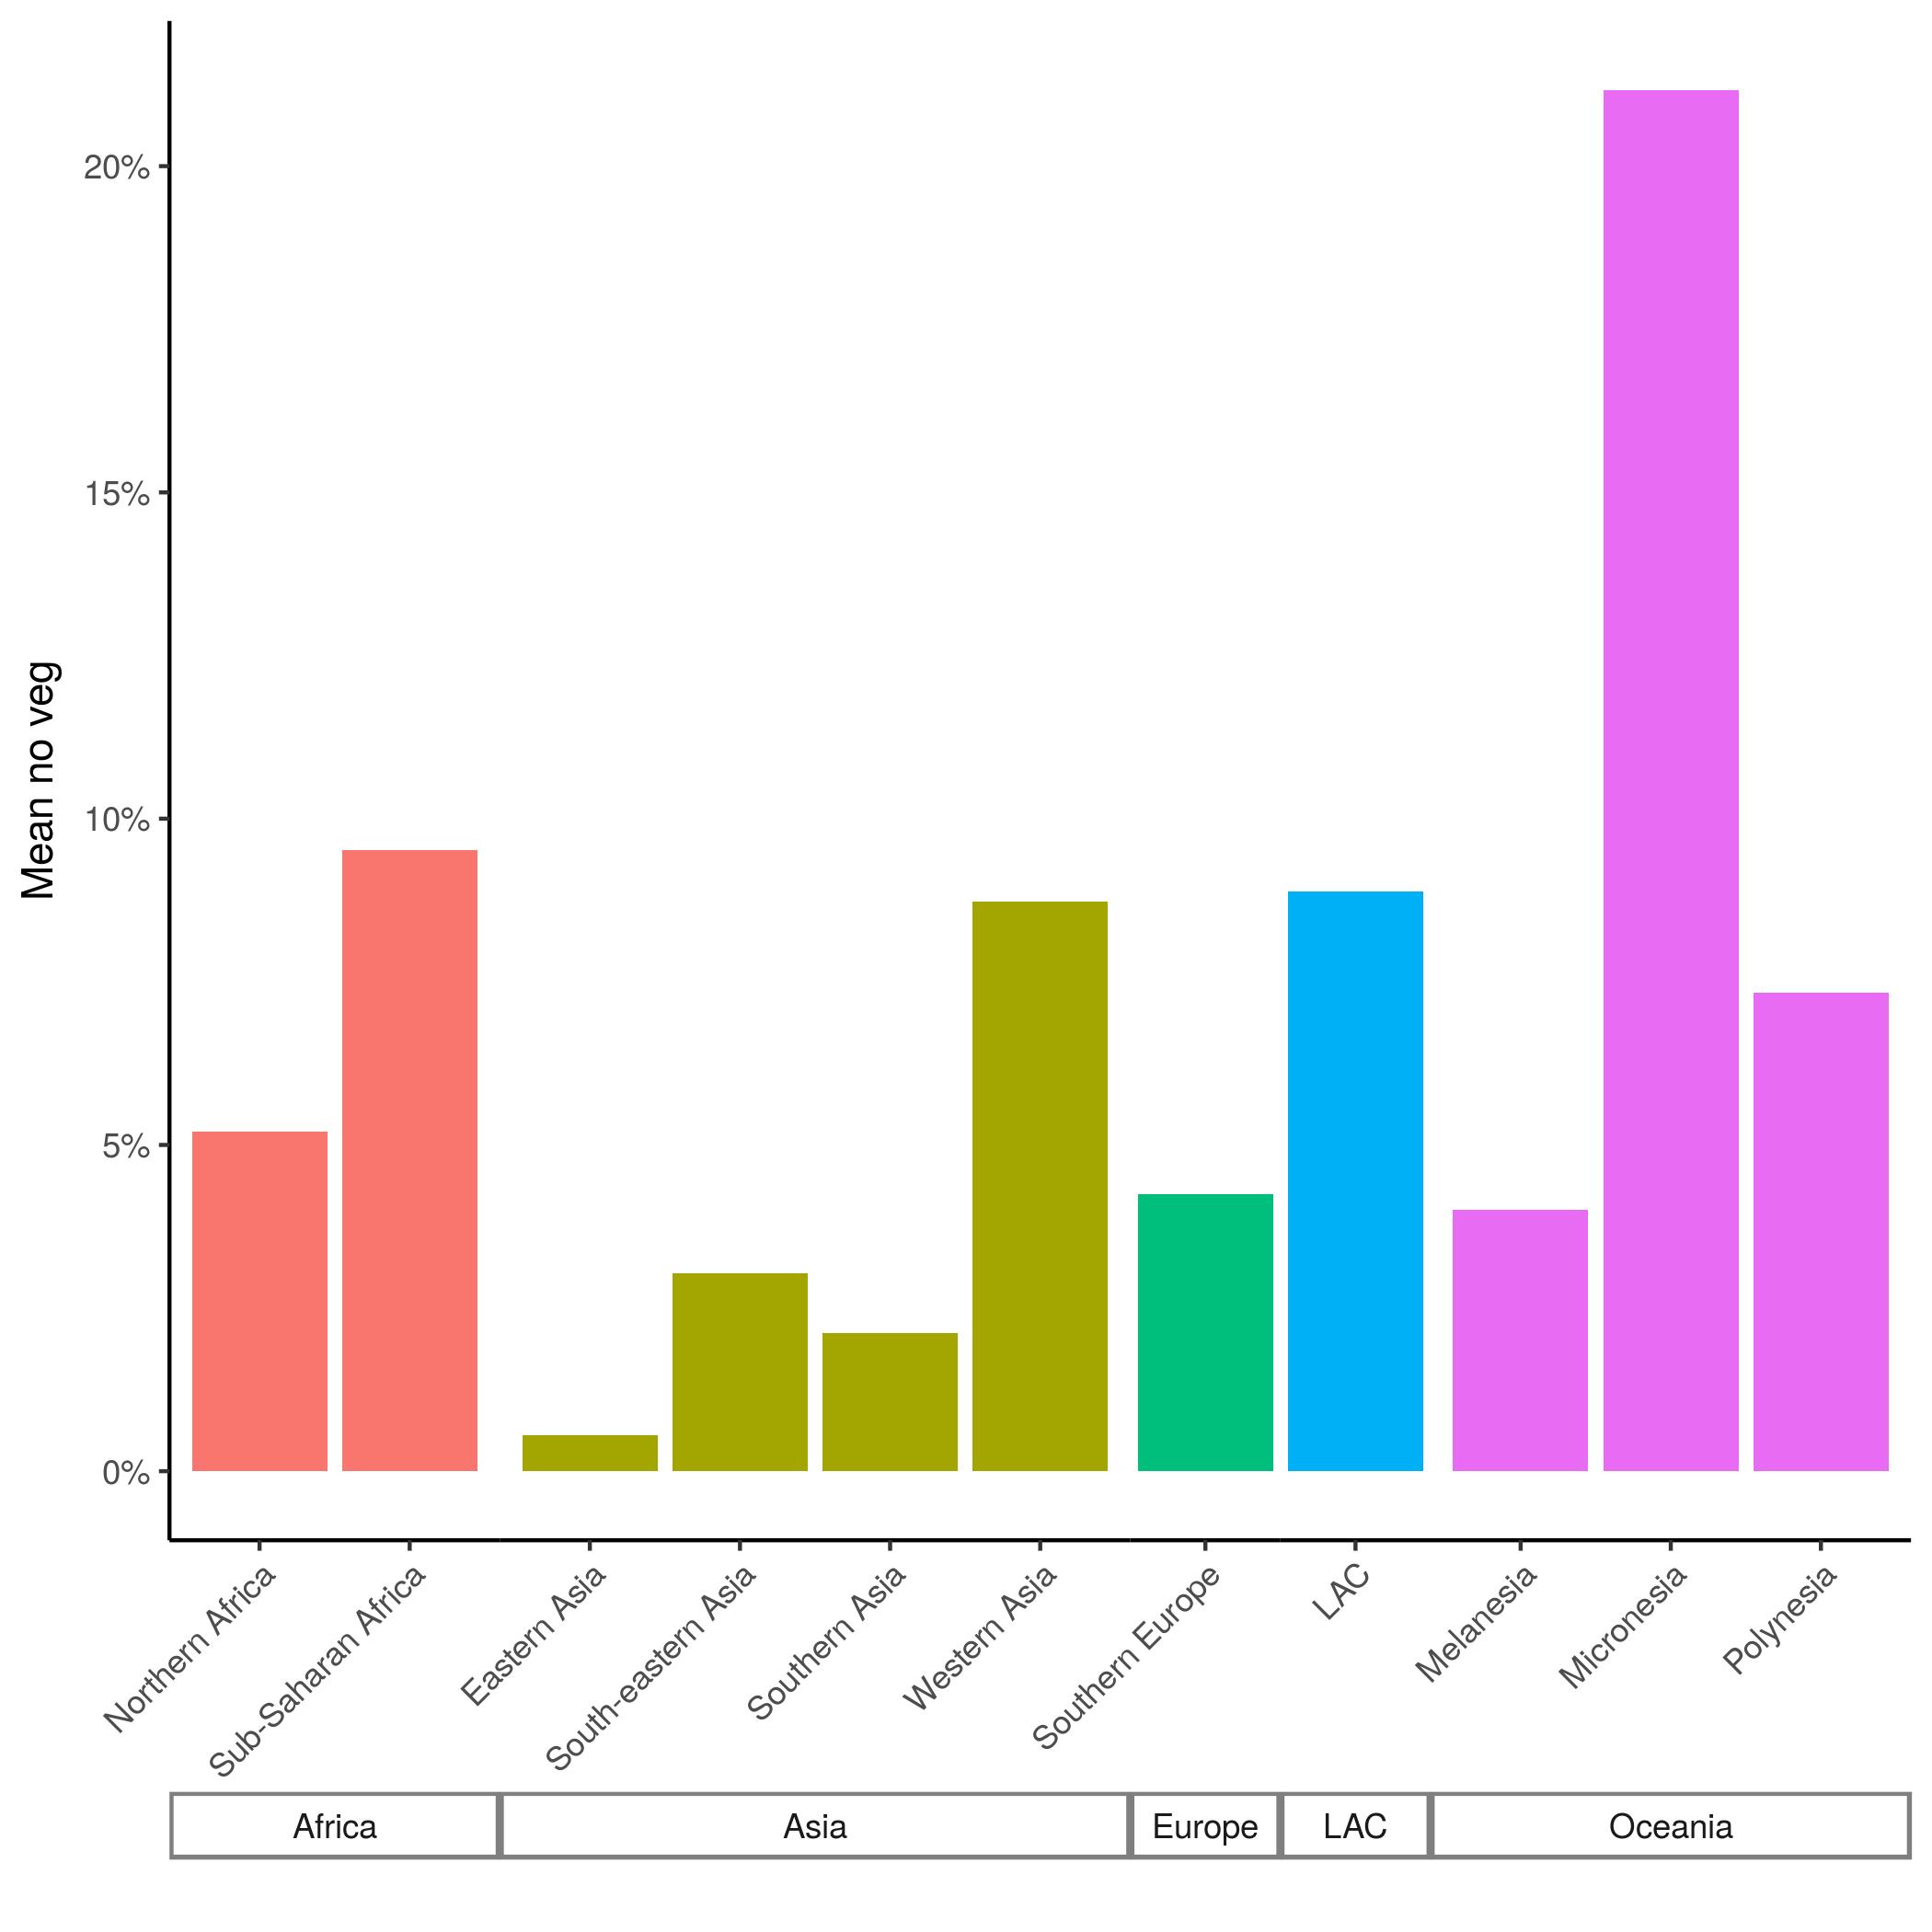 Mean no veg
20%
15%
10%
5%
0%
Northern Africa
Sub-Saharan Africa
Eastern Asia
South-eastern Asia
Southern Asia
Western Asia
Southern Europe
LAC
Melanesia
Micronesia
Polynesia
Africa
Asia
Europe
LAC
Oceania